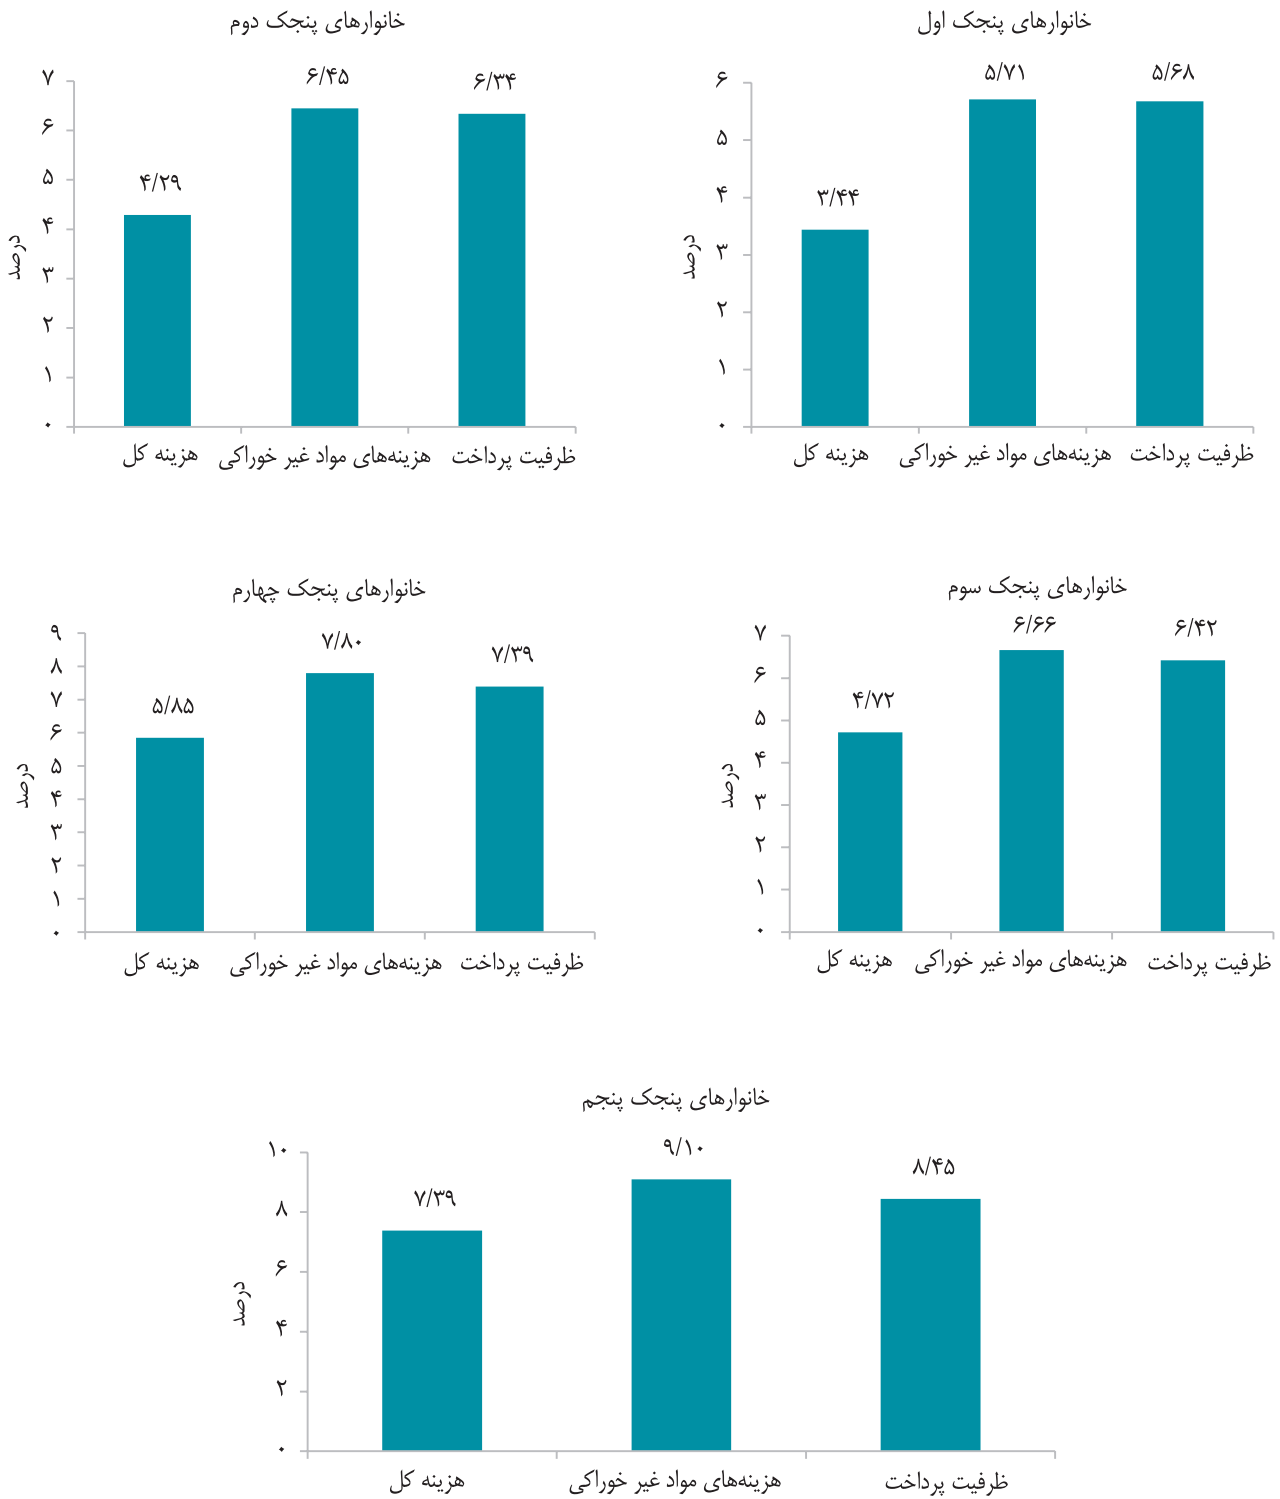 خانوارهای پنجک اول
۶
۵
۴
۳
۲
۱
۰
درصد
۳/۴۴
۵/۷۱
۵/۶۸
هزینه کل
هزینه‌های مواد غیر خوراکی
ظرفیت پرداخت
خانوارهای پنجک دوم
۷
۶
۵
۴
۳
۲
۱
۰
درصد
۴/۲۹
۶/۴۵
۶/۳۴
هزینه کل
هزینه‌های مواد غیر خوراکی
ظرفیت پرداخت
خانوارهای پنجک سوم
۷
۶
۵
۴
۳
۲
۱
۰
درصد
۴/۷۲
۶/۶۶
۶/۴۲
هزینه کل
هزینه‌های مواد غیر خوراکی
ظرفیت پرداخت
خانوارهای پنجک چهارم
۹
۸
۷
۶
۵
۴
۳
۲
۱
۰
درصد
۵/۸۵
۷/۸۰
۷/۳۹
هزینه کل
هزینه‌های مواد غیر خوراکی
ظرفیت پرداخت
خانوارهای پنجک پنجم
۱۰
۸
۶
۴
۲
۰
درصد
۷/۳۹
۹/۱۰
۸/۴۵
هزینه کل
هزینه‌های مواد غیر خوراکی
ظرفیت پرداخت